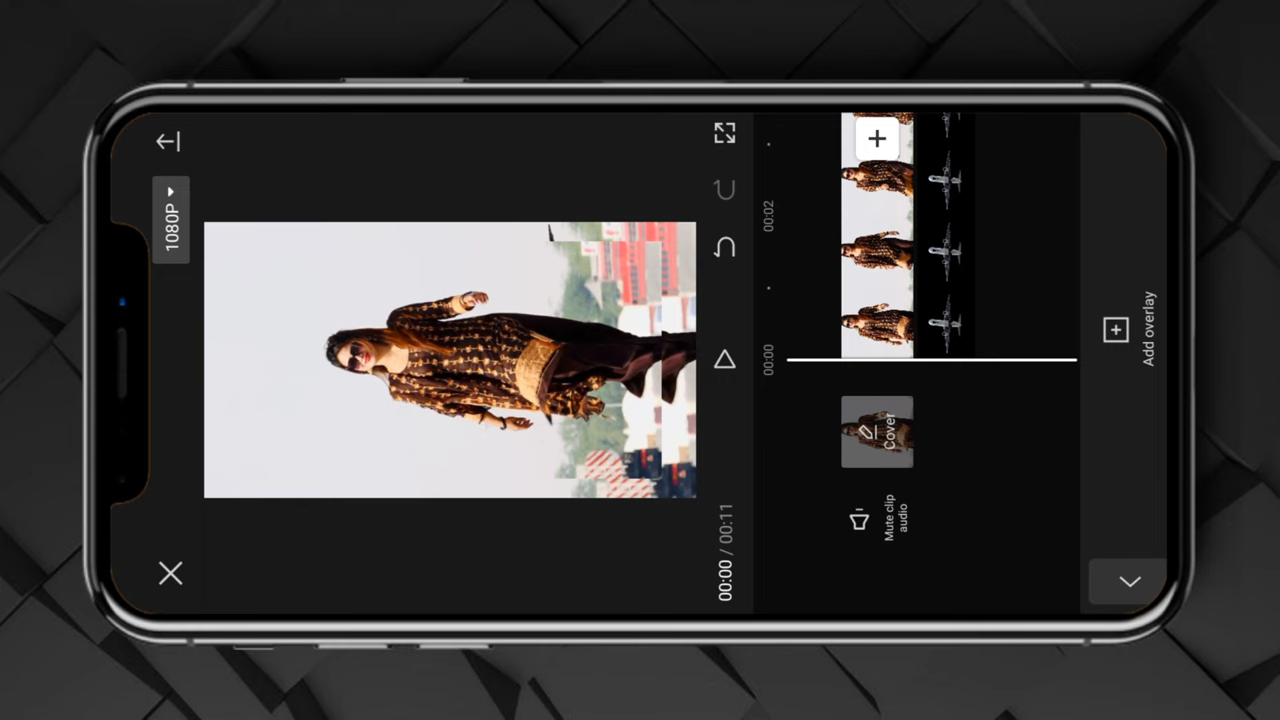 1080P
00:00 / 00:11
00:00
00:02
Cover
Mute clip
audio
Add overlay